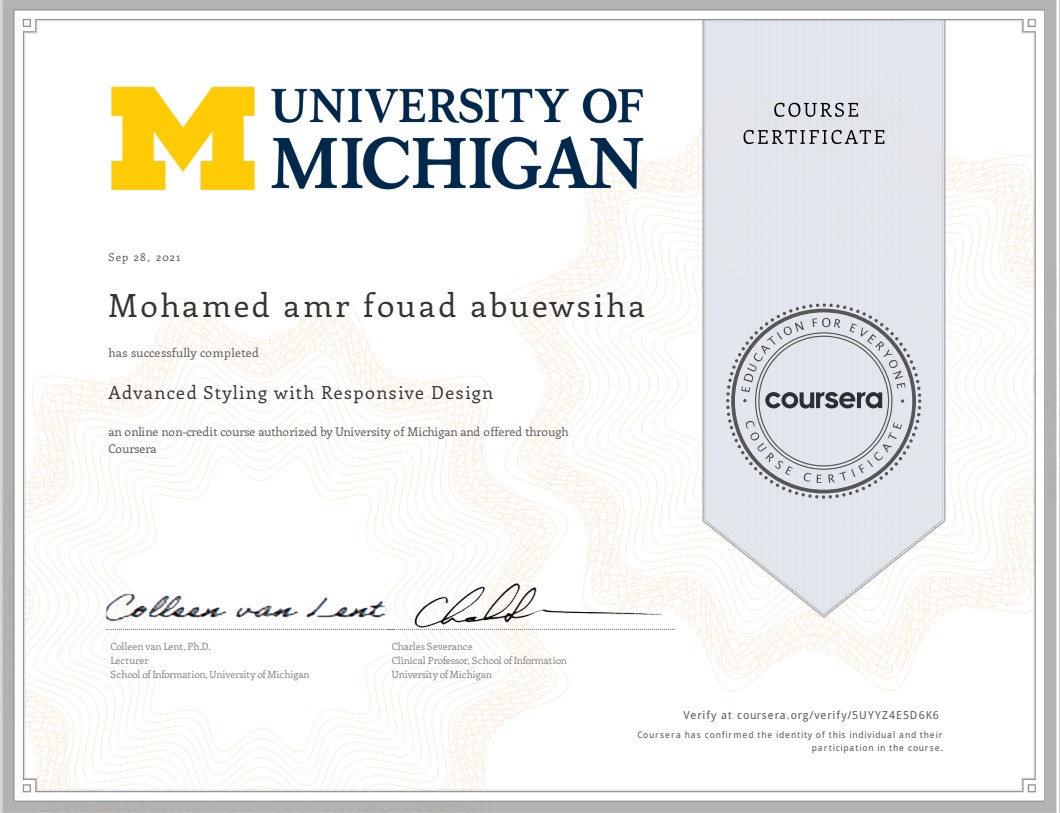 M
UNIVERSITY OF
MICHIGAN
COURSE
CERTIFICATE
Sep 28, 2021
Mohamed amr fouad abuewsiha
has successfully completed
Advanced Styling with Responsive Design
an online non-credit course authorized by University of Michigan and offered through
Coursera
EDUCATION FOR EVERYONE
coursera
COURSE CERTIFICATE
Colleen van Lent
Colleen van Lent, Ph.D.
Lecturer
School of Information, University of Michigan
Charles Severance
Clinical Professor, School of Information
University of Michigan
Verify at coursera.org/verify/5UYYZ4E5D6K6
Coursera has confirmed the identity of this individual and their
participation in the course.